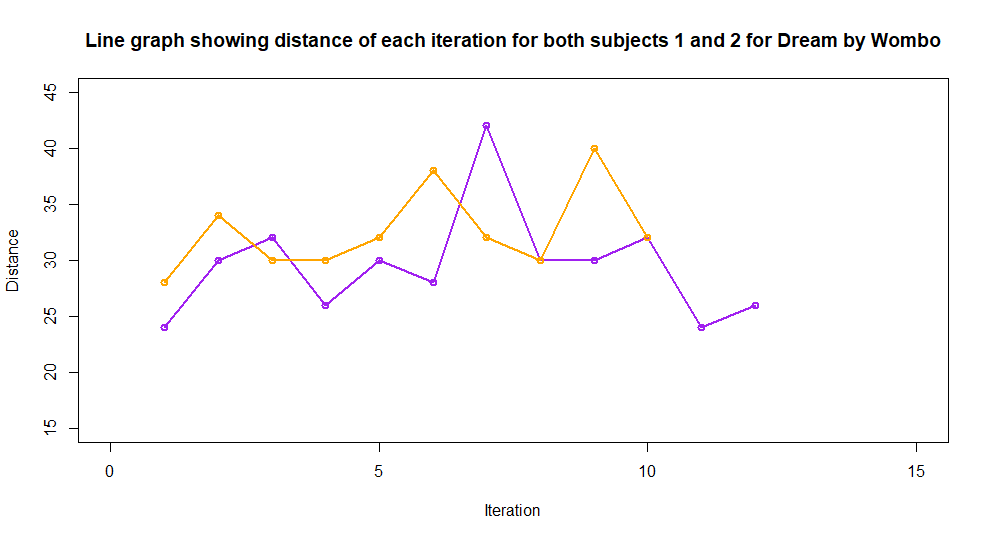 Line graph showing distance of each iteration for both subjects 1 and 2 for Dream by Wombo
Distance
45
40
35
30
25
20
15
0 5 10 15
Iteration